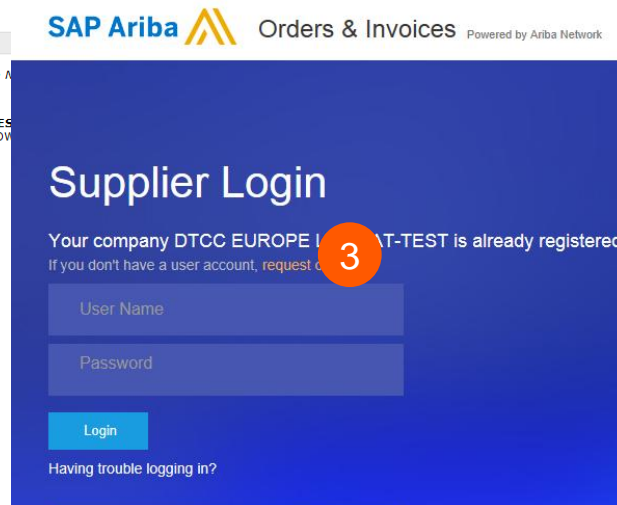 SAP Ariba Orders & Invoices Powered by Ariba Network
Supplier Login
Your company DTCC EUROPE AT-TEST is already registered
If you don't have a user account, request
3
User Name
Password
Login
Having trouble logging in?